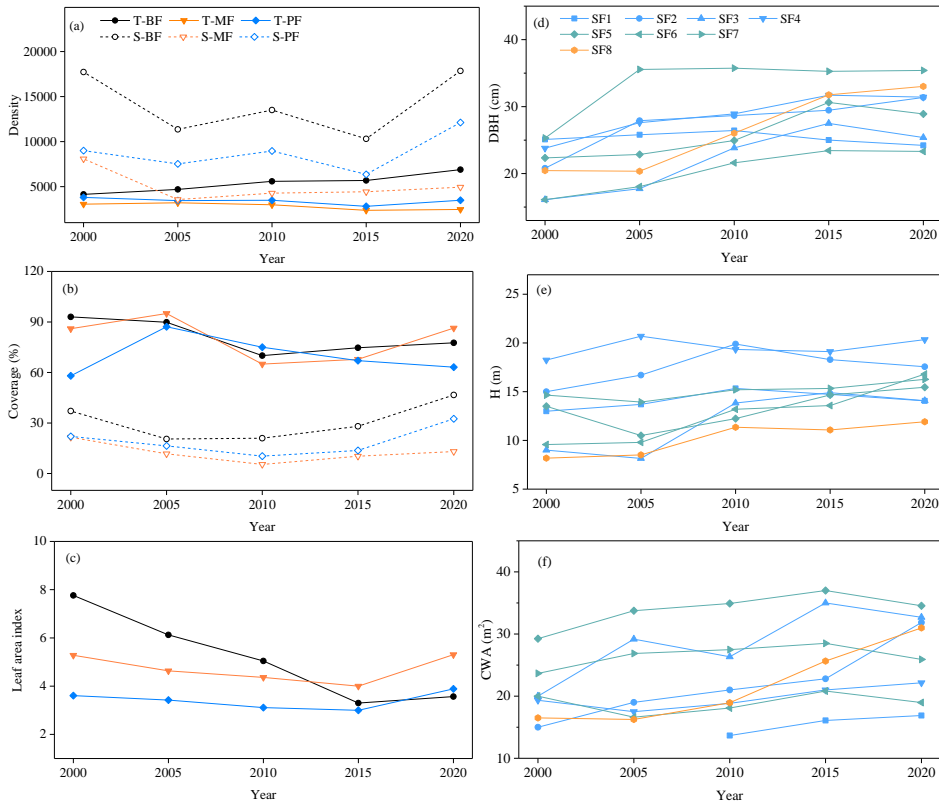 (a)
T-BF T-MF T-PF
S-BF S-MF S-PF
20000
15000
10000
5000
Density
2000 2005 2010 2015 2020
Year
(d)
SF1 SF2 SF3 SF4
SF5 SF6 SF7
SF8
40
30
20
DBH (cm)
2000 2005 2010 2015 2020
Year
(b)
120
90
60
30
0
Coverage (%)
2000 2005 2010 2015 2020
Year
(e)
25
20
15
10
5
H (m)
2000 2005 2010 2015 2020
Year
(c)
10
8
6
4
2
Leaf area index
2000 2005 2010 2015 2020
Year
(f)
40
30
20
10
CWA (m²)
2000 2005 2010 2015 2020
Year